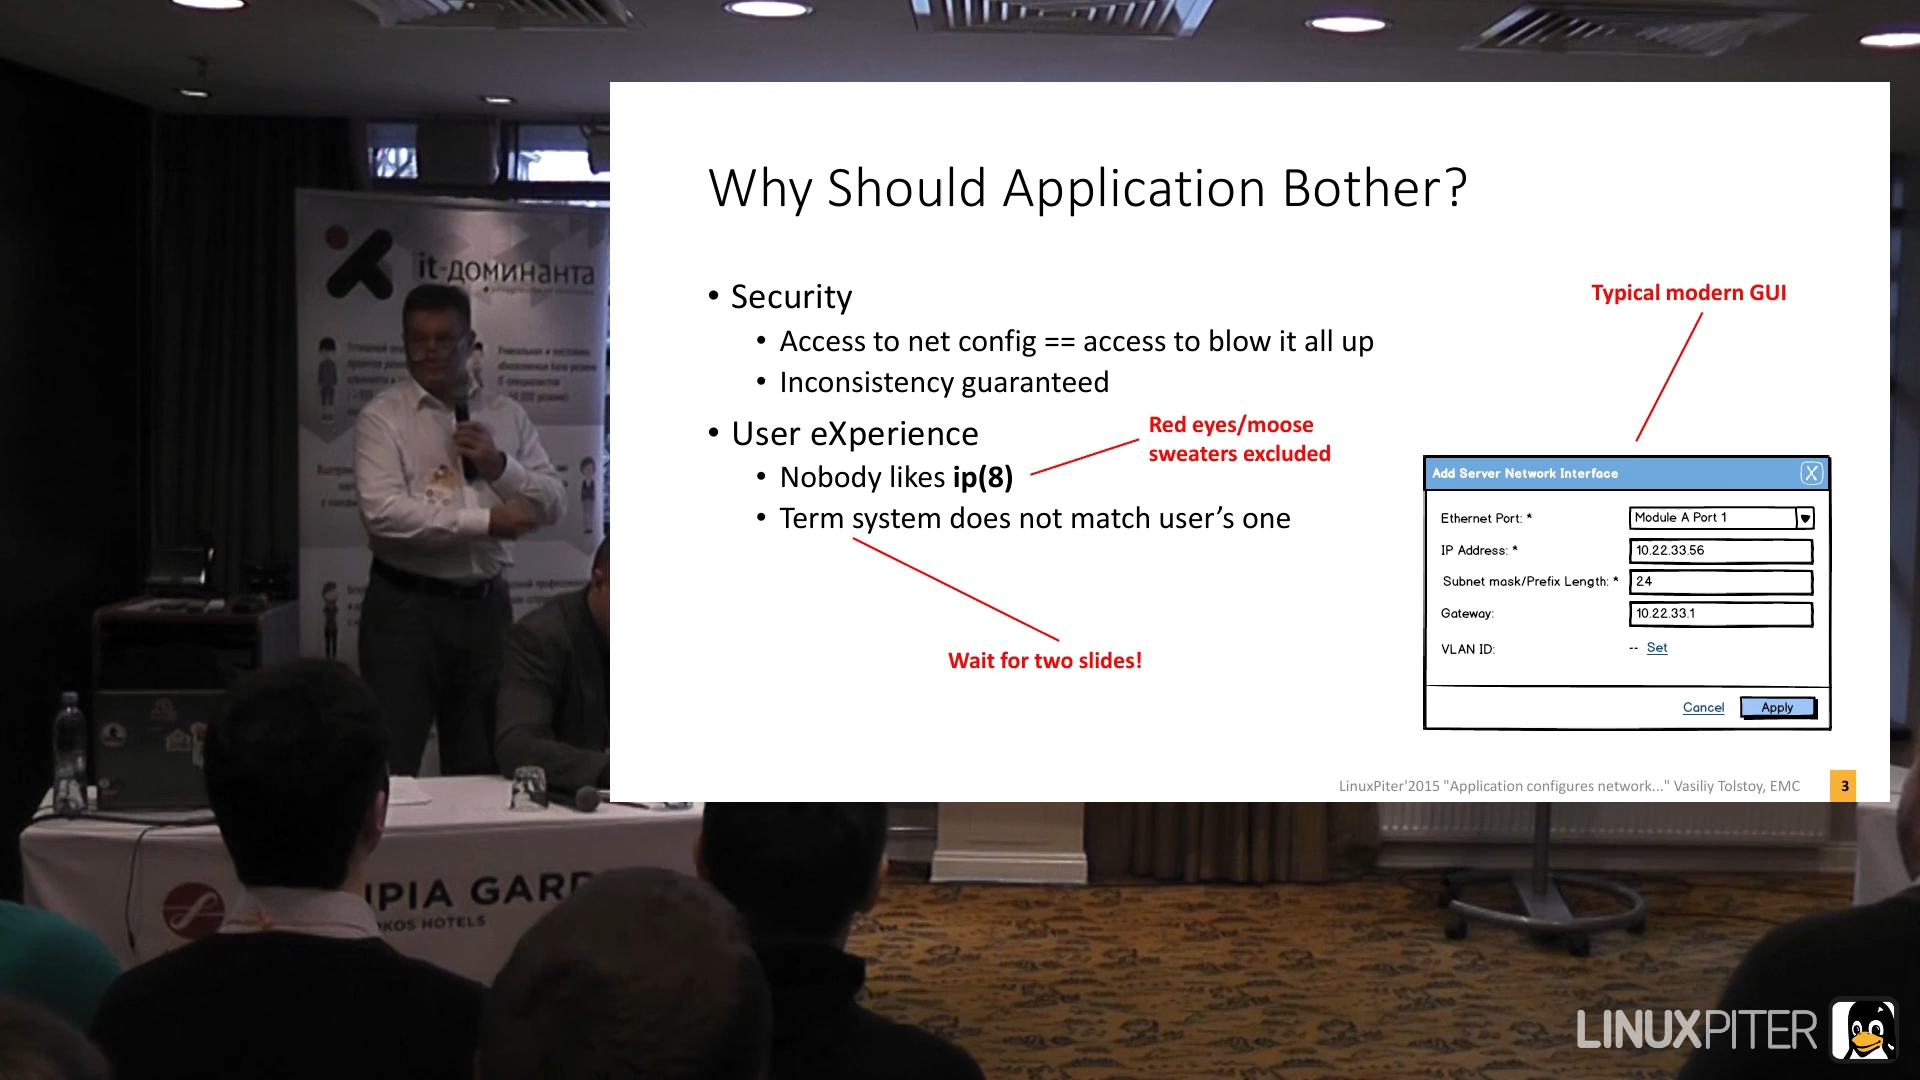 it-доминанта
Why Should Application Bother?
• Security
• Access to net config == access to blow it all up
• Inconsistency guaranteed
• User eXperience
• Nobody likes ip(8)
• Term system does not match user’s one
Red eyes/moose
sweaters excluded
Wait for two slides!
Typical modern GUI
Add Server Network Interface
X
Ethernet Port: * Module A Port 1
IP Address: * 10.22.33.56
Subnet mask/Prefix Length: * 24
Gateway: 10.22.33.1
VLAN ID: -- Set
Cancel Apply
LinuxPiter'2015 "Application configures network..." Vasiliy Tolstoy, EMC 3
IPIA GARD
OKOS HOTELS
LINUXPITER